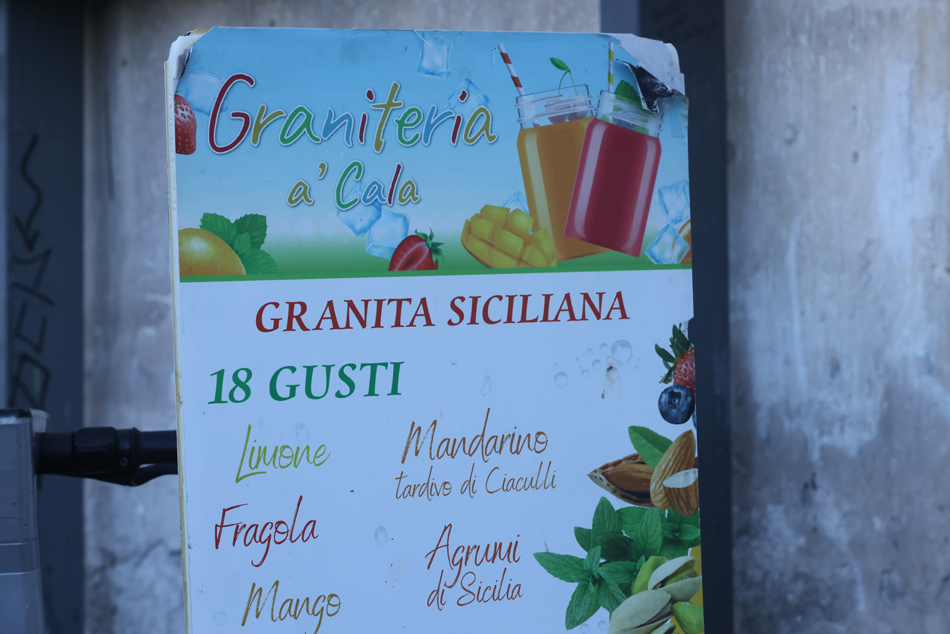 Graniteria
a' Cala
GRANITA SICILIANA
18 GUSTI
Limone
Mandarino
tardivo di Ciaculli
Fragola
Agrumi
di Sicilia
Mango